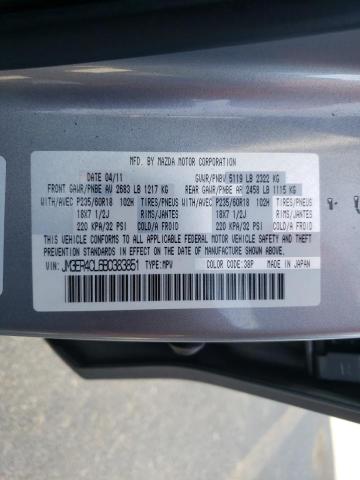 MFD. BY MAZDA MOTOR CORPORATION
DATE 04/11 GVWR/PNBV 5119 LB 2322 KG
FRONT GAWR/PNBE AV 2683 LB 1217 KG REAR GAWR/PNBE AR 2458 LB 1115 KG
WITH/AVEC P235/60R18 102H TIRES/PNEUS WITH/AVEC P235/60R18 102H TIRES/PNEUS
18X7 1/2J RIMS/JANTES 18X7 1/2J RIMS/JANTES
220 KPA/32 PSI COLD/A FROID 220 KPA/32 PSI COLD/A FROID
THIS VEHICLE CONFORMS TO ALL APPLICABLE FEDERAL MOTOR VEHICLE SAFETY, BUMPER, AND THEFT
PREVENTION STANDARDS IN EFFECT ON THE DATE OF MANUFACTURE SHOWN ABOVE.
VIN: JM3ER4CL6B0383851 TYPE: MPV COLOR CODE: 38P MADE IN JAPAN